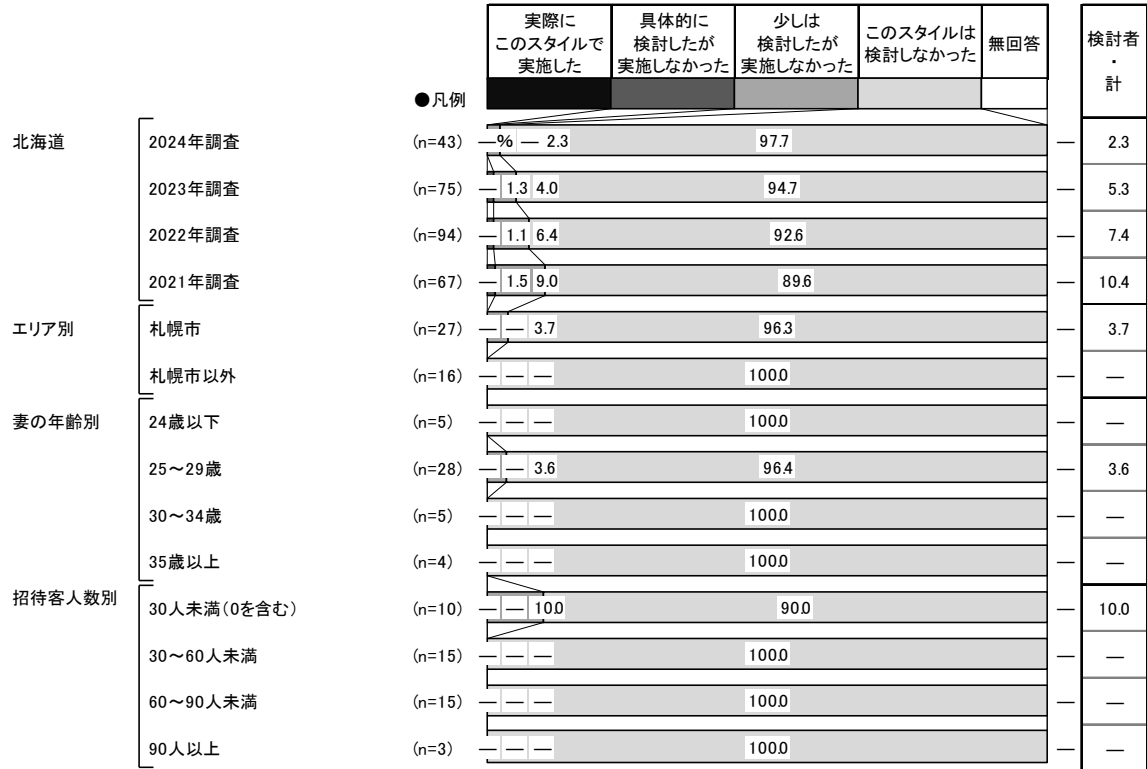 実際に
このスタイルで
実施した
具体的に
検討したが
実施しなかった
少しは
検討したが
実施しなかった
このスタイルは
検討しなかった
無回答
検討者
・
計
●凡例
北海道 2024年調査 (n=43) — % — 2.3 97.7 — 2.3
2023年調査 (n=75) — 1.3 4.0 94.7 — 5.3
2022年調査 (n=94) — 1.1 6.4 92.6 — 7.4
2021年調査 (n=67) — 1.5 9.0 89.6 — 10.4
エリア別 札幌市 (n=27) — — 3.7 96.3 — 3.7
札幌市以外 (n=16) — — — 100.0 — —
妻の年齢別 24歳以下 (n=5) — — — 100.0 — —
25～29歳 (n=28) — — 3.6 96.4 — 3.6
30～34歳 (n=5) — — — 100.0 — —
35歳以上 (n=4) — — — 100.0 — —
招待客人数別 30人未満(0を含む) (n=10) — — 10.0 90.0 — 10.0
30～60人未満 (n=15) — — — 100.0 — —
60～90人未満 (n=15) — — — 100.0 — —
90人以上 (n=3) — — — 100.0 — —